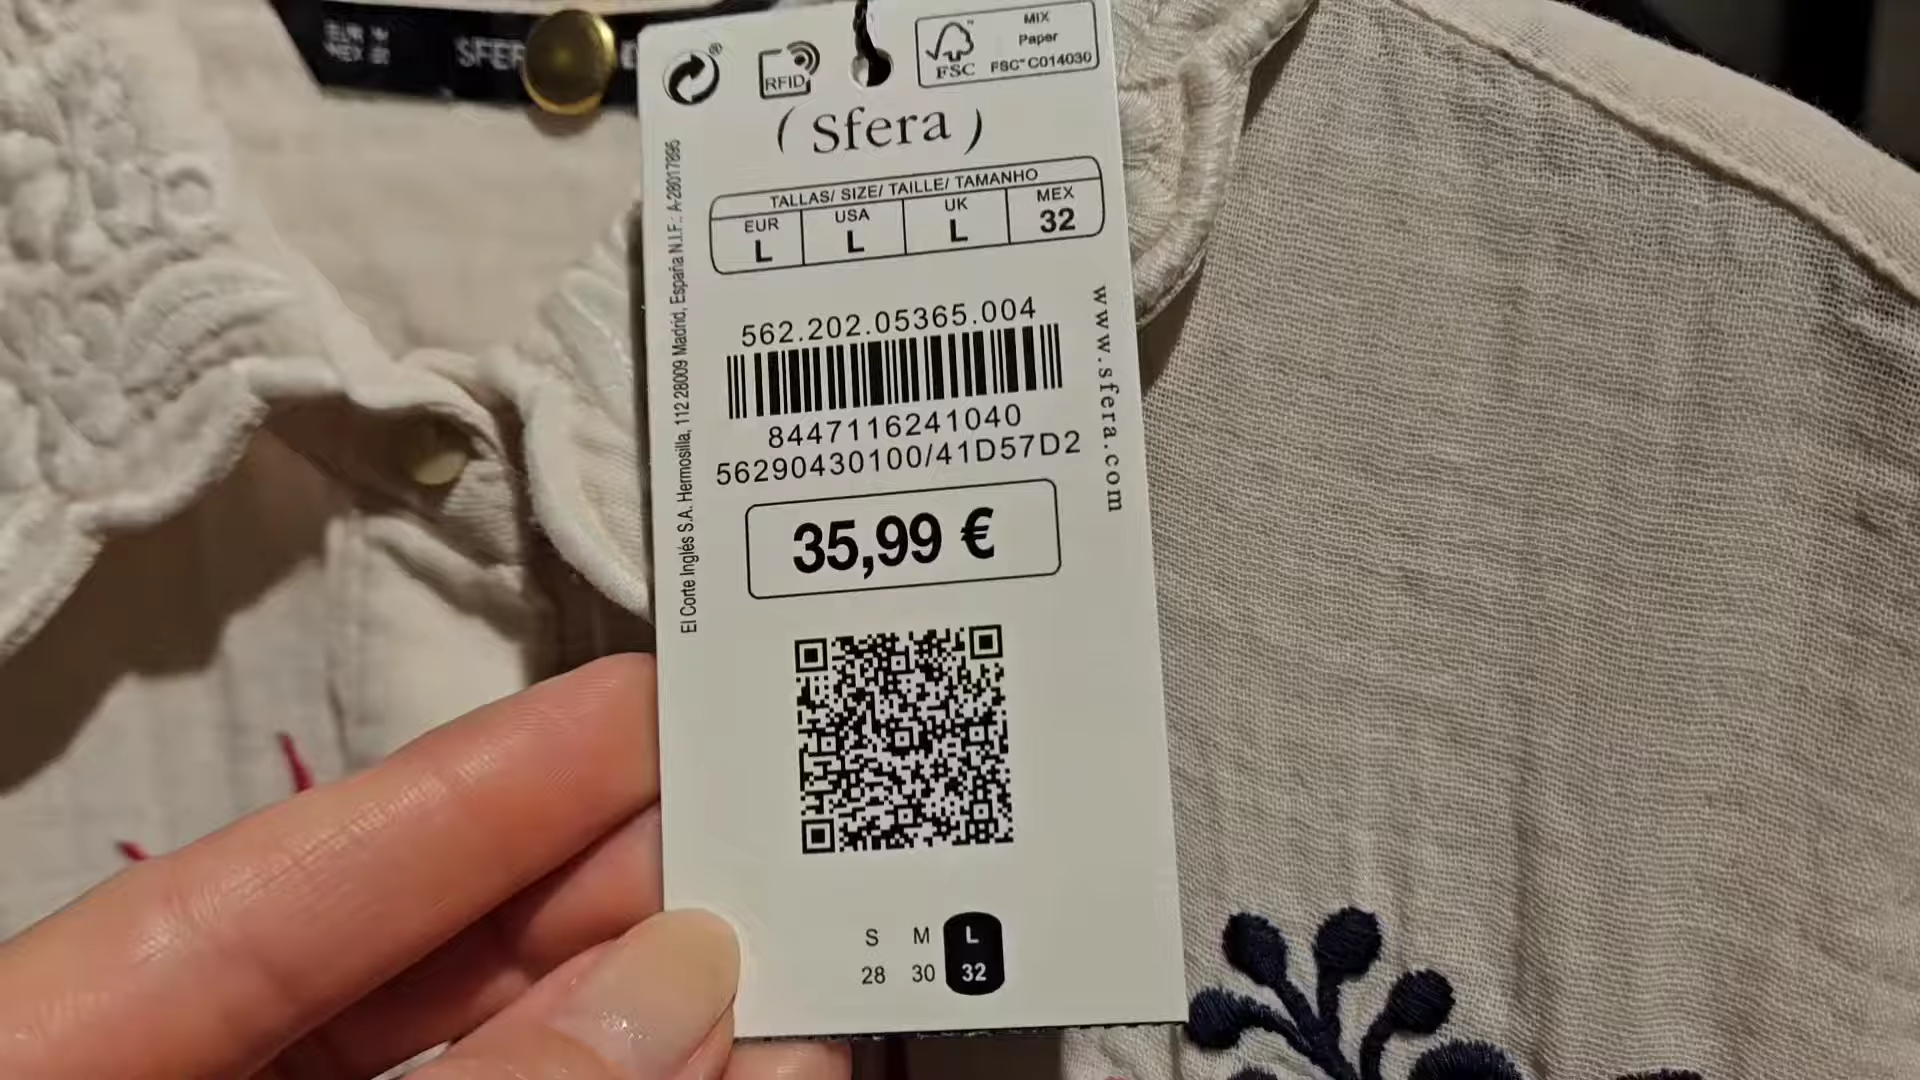 SFER
MIX
Paper
FSC™ C014030
FSC
RFID
(Sfera)
TALLAS/ SIZE/ TAILLE/ TAMANHO
EUR USA UK MEX
L L L 32
562.202.05365.004
8447116241040
56290430100/41D57D2
35,99 €
El Corte Inglés S.A. Hermosilla, 112 28009 Madrid, España N.I.F.: A-28017895
www.sfera.com
S M L
28 30 32